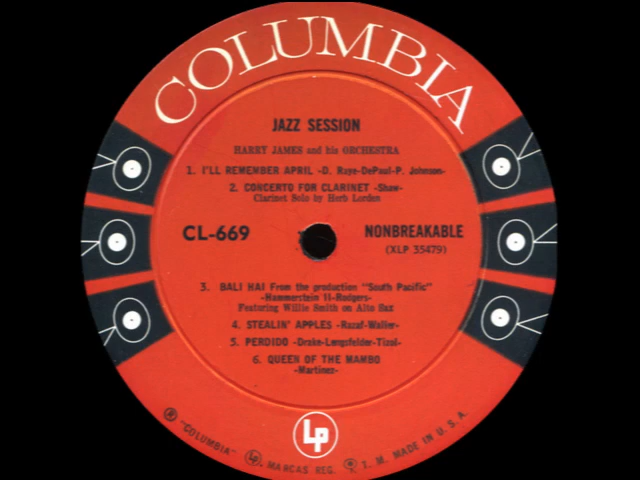 COLUMBIA
JAZZ SESSION
HARRY JAMES and his ORCHESTRA
1. I'LL REMEMBER APRIL -D. Raye-DePaul-P. Johnson-
2. CONCERTO FOR CLARINET -Shaw-
Clarinet Solo by Herb Lorden
CL-669
NONBREAKABLE
(XLP 35479)
3. BALI HAI From the production "South Pacific"
-Hammerstein II-Rodgers-
Featuring Willie Smith on Alto Sax
4. STEALIN' APPLES -Razaf-Waller-
5. PERDIDO -Drake-Lengsfelder-Tizol-
6. QUEEN OF THE MAMBO
-Martinez-
Lp
® "COLUMBIA" Lp MARCAS REG. T. M. MADE IN U.S.A.